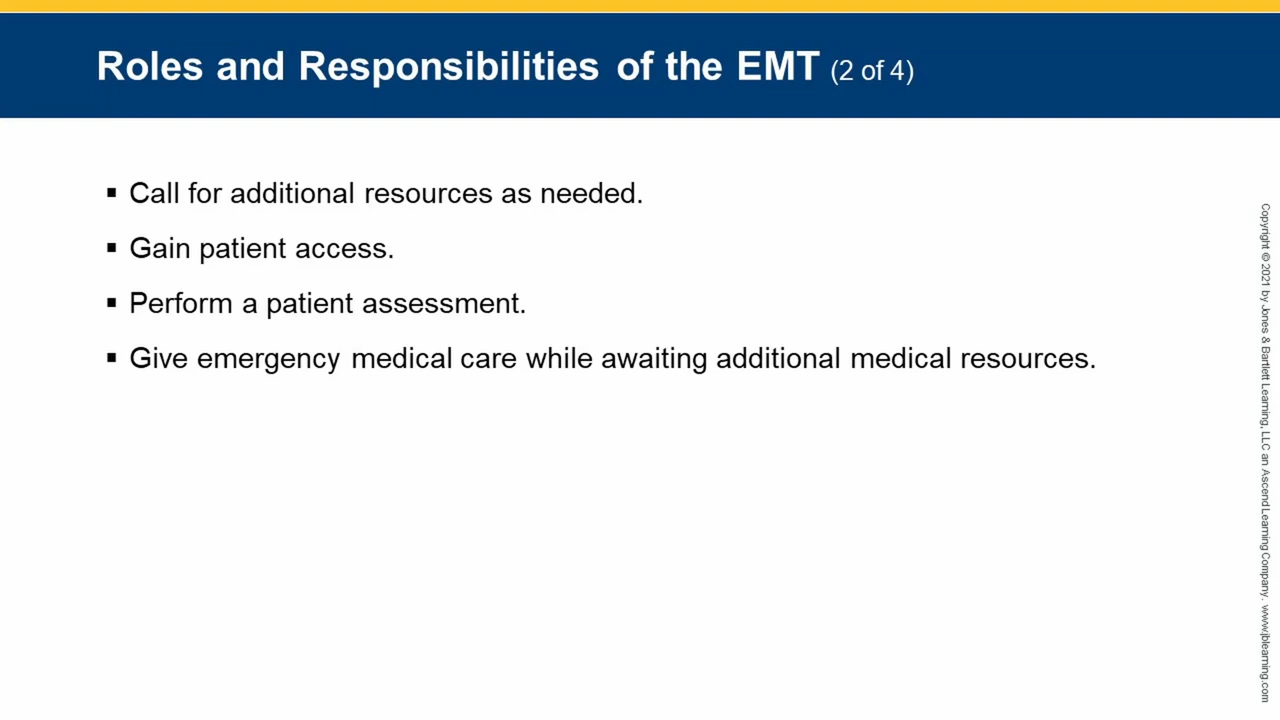 Roles and Responsibilities of the EMT (2 of 4)
▪ Call for additional resources as needed.
▪ Gain patient access.
▪ Perform a patient assessment.
▪ Give emergency medical care while awaiting additional medical resources.
Copyright © 2021 by Jones & Bartlett Learning, LLC an Ascend Learning Company. www.jblearning.com